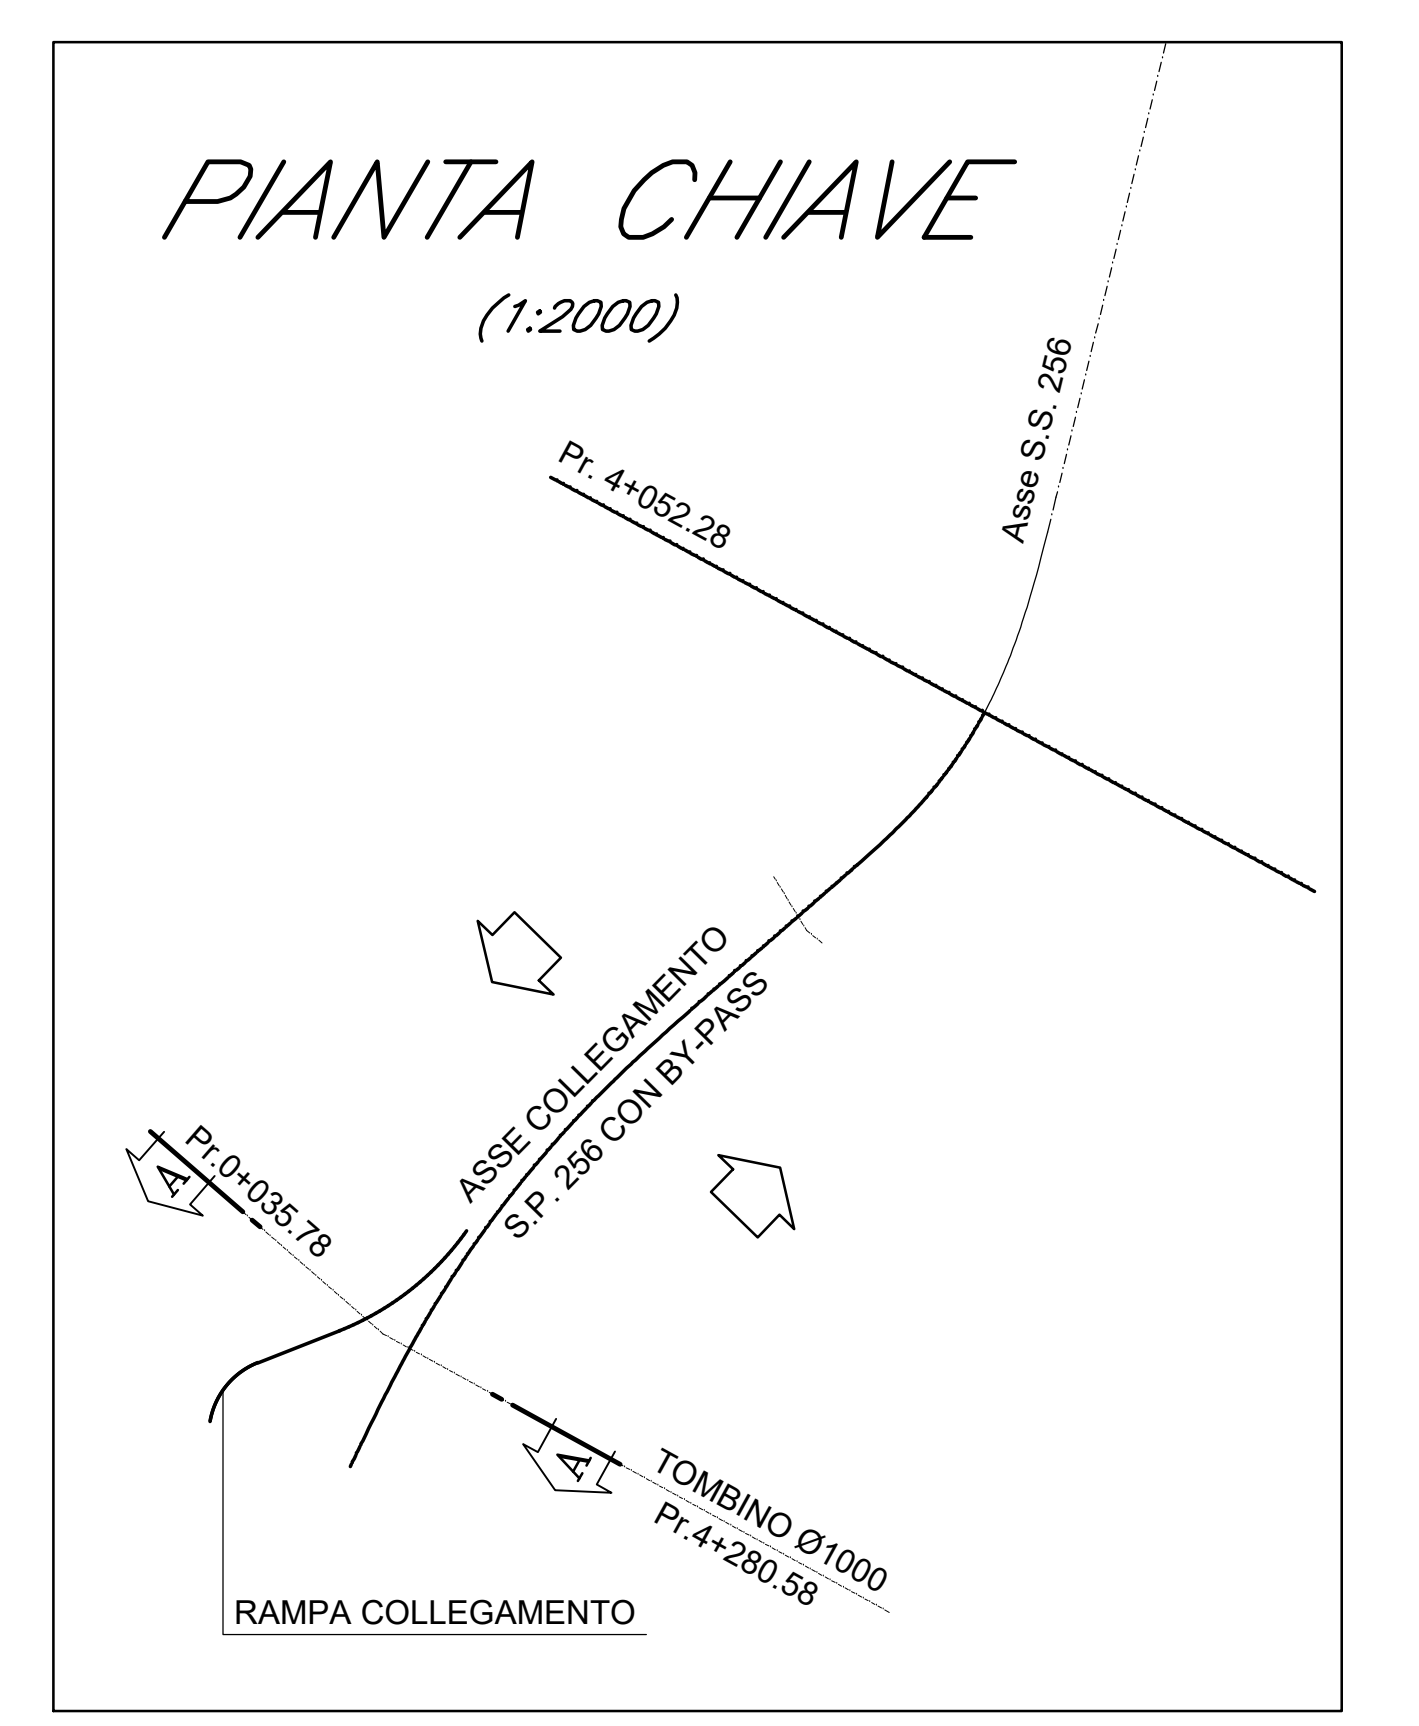 PIANTA CHIAVE
(1:2000)
Asse S.S. 256
Pr. 4+052.28
ASSE COLLEGAMENTO
S.P. 256 CON BY-PASS
Pr.0+035.78
A
A
TOMBINO Ø1000
Pr.4+280.58
RAMPA COLLEGAMENTO